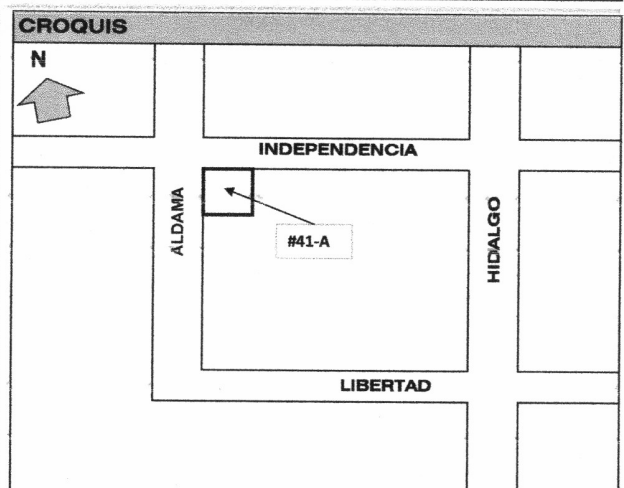 CROQUIS
N
INDEPENDENCIA
ALDAMA
#41-A
HIDALGO
LIBERTAD